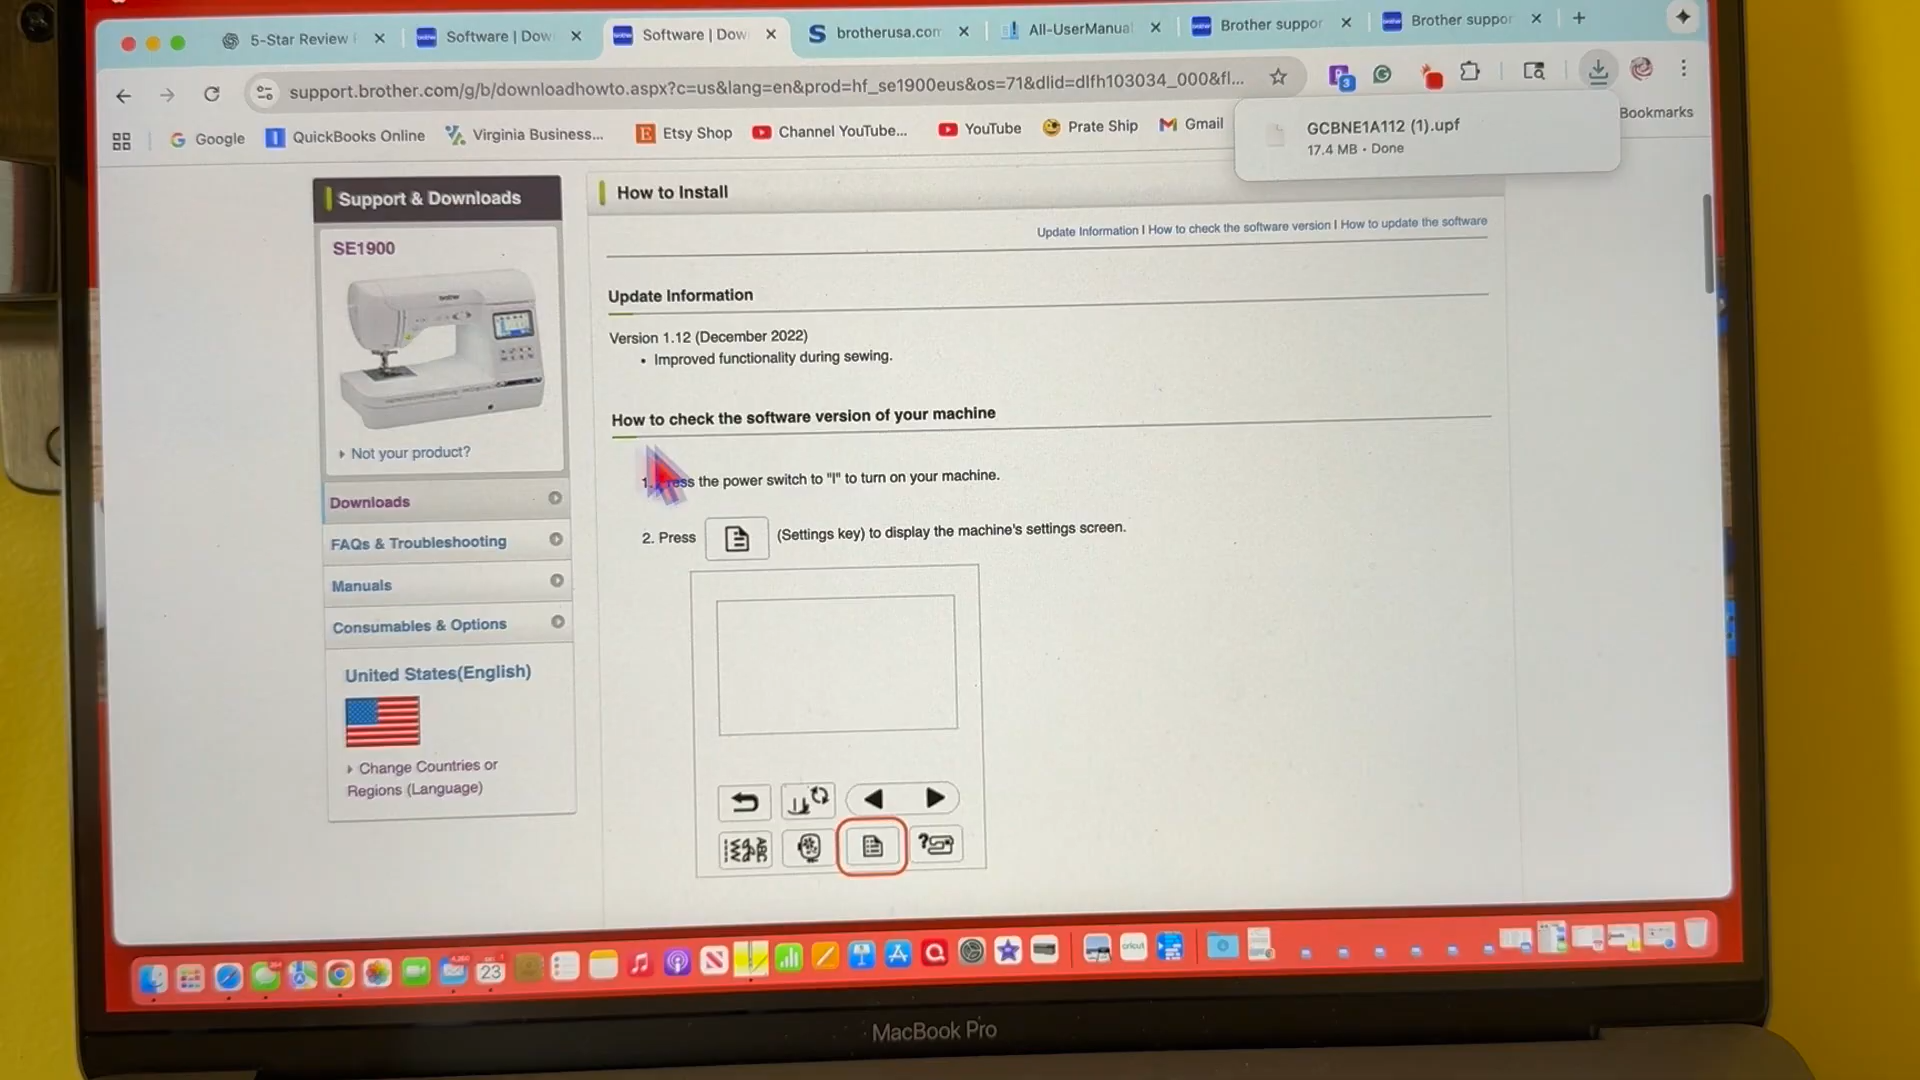 5-Star Review
Software | Dow
Software | Dow
brotherusa.com
All-UserManual
Brother suppor
Brother suppor
support.brother.com/g/b/downloadhowto.aspx?c=us&lang=en&prod=hf_se1900eus&os=71&dlid=dlfh103034_000&fl...
3
Google
QuickBooks Online
Virginia Business...
Etsy Shop
Channel YouTube...
YouTube
Prate Ship
Gmail
Bookmarks
GCBNE1A112 (1).upf
17.4 MB • Done
Support & Downloads
SE1900
brother
Not your product?
Downloads
FAQs & Troubleshooting
Manuals
Consumables & Options
United States(English)
Change Countries or
Regions (Language)
How to Install
Update Information | How to check the software version | How to update the software
Update Information
Version 1.12 (December 2022)
• Improved functionality during sewing.
How to check the software version of your machine
1. Press the power switch to "I" to turn on your machine.
2. Press (Settings key) to display the machine's settings screen.
23
cricut
MacBook Pro